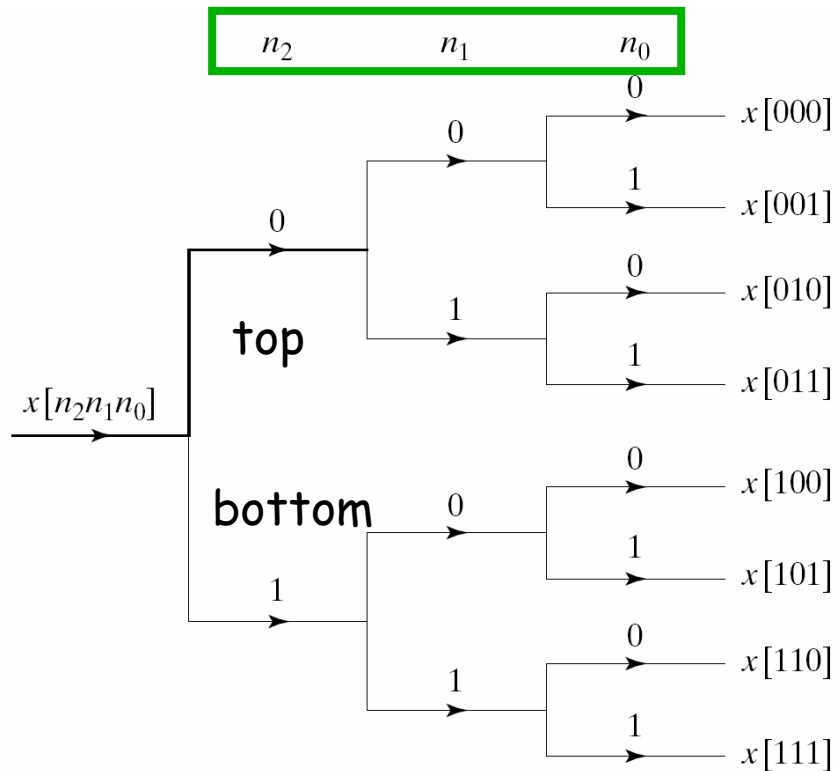 n₂ n₁ n₀
0
x[000]
0
1
x[001]
0
0
x[010]
1
top
1
x[011]
x[n₂n₁n₀]
0
x[100]
bottom
0
1
x[101]
1
0
x[110]
1
1
x[111]